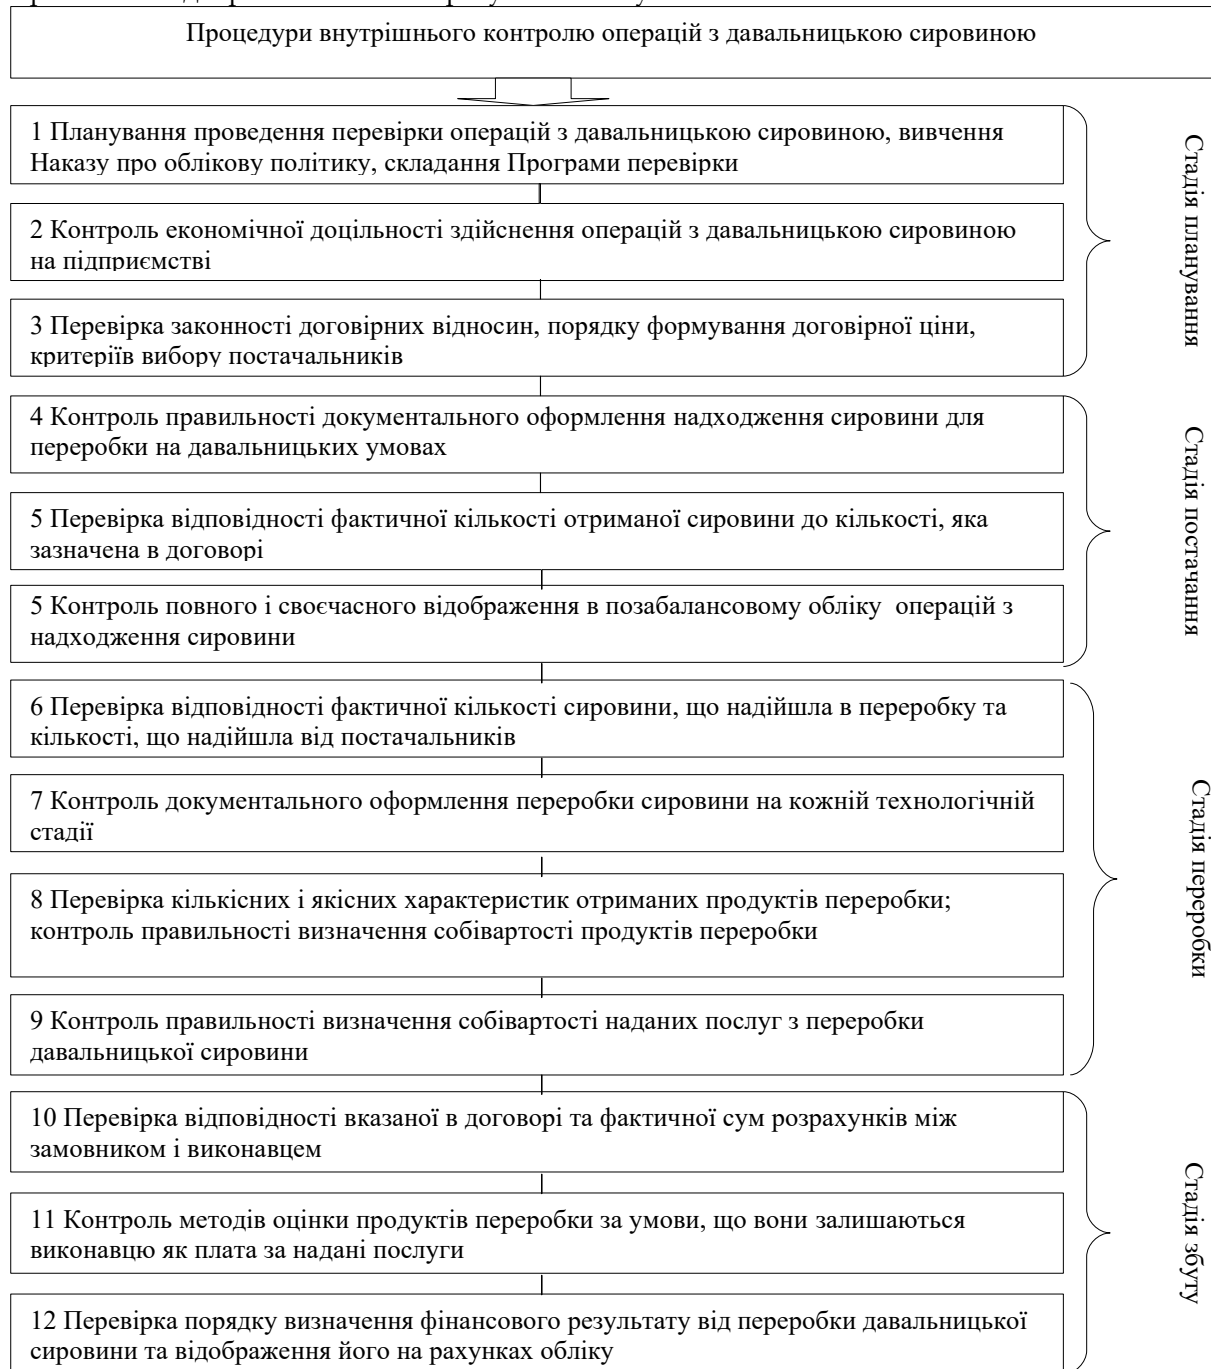 Процедури внутрішнього контролю операцій з давальницькою сировиною
1 Планування проведення перевірки операцій з давальницькою сировиною, вивчення
Наказу про облікову політику, складання Програми перевірки
2 Контроль економічної доцільності здійснення операцій з давальницькою сировиною
на підприємстві
3 Перевірка законності договірних відносин, порядку формування договірної ціни,
критеріїв вибору постачальників
Стадія планування
4 Контроль правильності документального оформлення надходження сировини для
переробки на давальницьких умовах
5 Перевірка відповідності фактичної кількості отриманої сировини до кількості, яка
зазначена в договорі
5 Контроль повного і своєчасного відображення в позабалансовому обліку операцій з
надходження сировини
Стадія постачання
6 Перевірка відповідності фактичної кількості сировини, що надійшла в переробку та
кількості, що надійшла від постачальників
7 Контроль документального оформлення переробки сировини на кожній технологічній
стадії
8 Перевірка кількісних і якісних характеристик отриманих продуктів переробки;
контроль правильності визначення собівартості продуктів переробки
9 Контроль правильності визначення собівартості наданих послуг з переробки
давальницької сировини
Стадія переробки
10 Перевірка відповідності вказаної в договорі та фактичної сум розрахунків між
замовником і виконавцем
11 Контроль методів оцінки продуктів переробки за умови, що вони залишаються
виконавцю як плата за надані послуги
12 Перевірка порядку визначення фінансового результату від переробки давальницької
сировини та відображення його на рахунках обліку
Стадія збуту